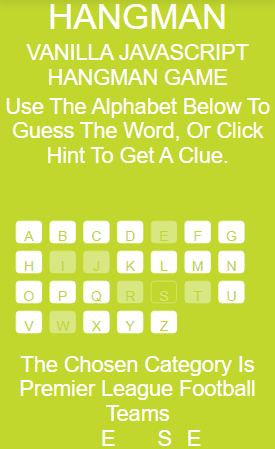 HANGMAN
VANILLA JAVASCRIPT
HANGMAN GAME
Use The Alphabet Below To
Guess The Word, Or Click
Hint To Get A Clue.
A B C D E F G
H I J K L M N
O P Q R S T U
V W X Y Z
The Chosen Category Is
Premier League Football
Teams
E S E